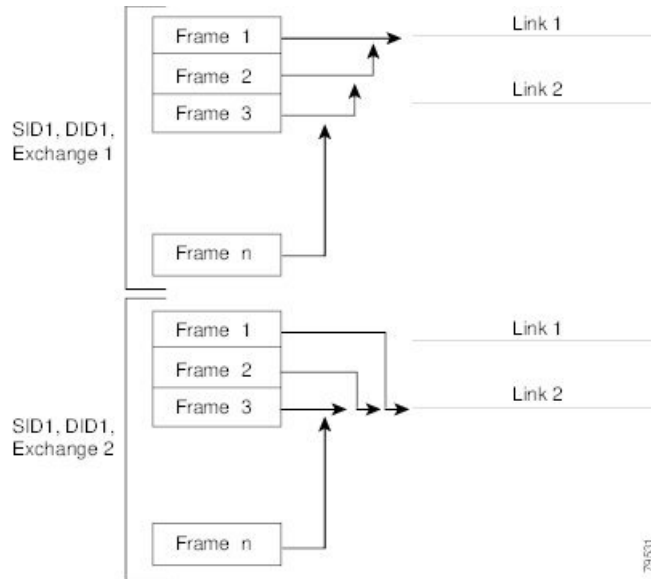 Frame 1
Frame 2
Frame 3
SID1, DID1,
Exchange 1
Frame n
Link 1
Link 2
Frame 1
Frame 2
Frame 3
SID1, DID1,
Exchange 2
Frame n
Link 1
Link 2
79531